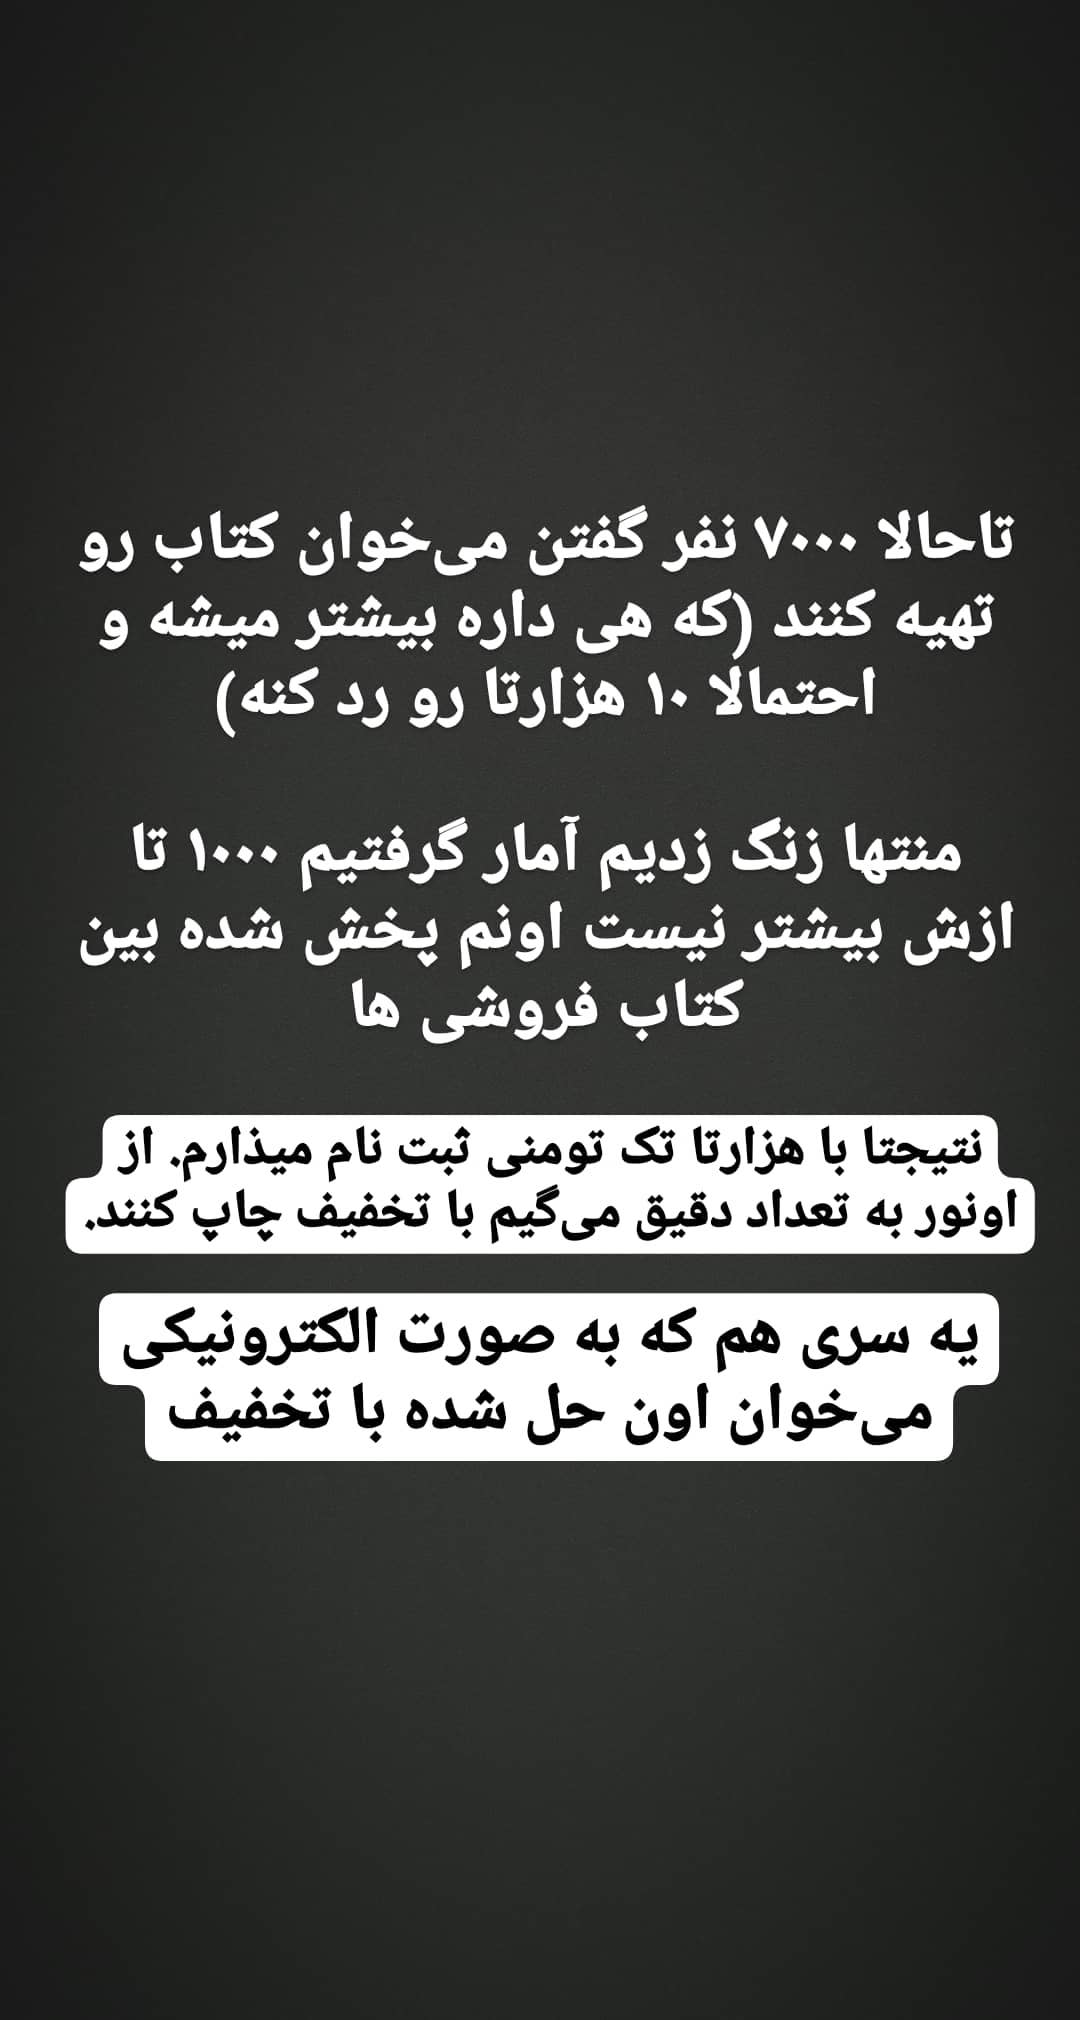 تاحالا ۷۰۰۰ نفر گفتن می‌خوان کتاب رو
تهیه کنند (که هی داره بیشتر میشه و
احتمالا ۱۰ هزارتا رو رد کنه)
منتها زنگ زدیم آمار گرفتیم ۱۰۰۰ تا
ازش بیشتر نیست اونم پخش شده بین
کتاب فروشی ها
نتیجتا با هزارتا تک تومنی ثبت نام میذارم. از
اونور به تعداد دقیق می‌گیم با تخفیف چاپ کنند.
یه سری هم که به صورت الکترونیکی
می‌خوان اون حل شده با تخفیف